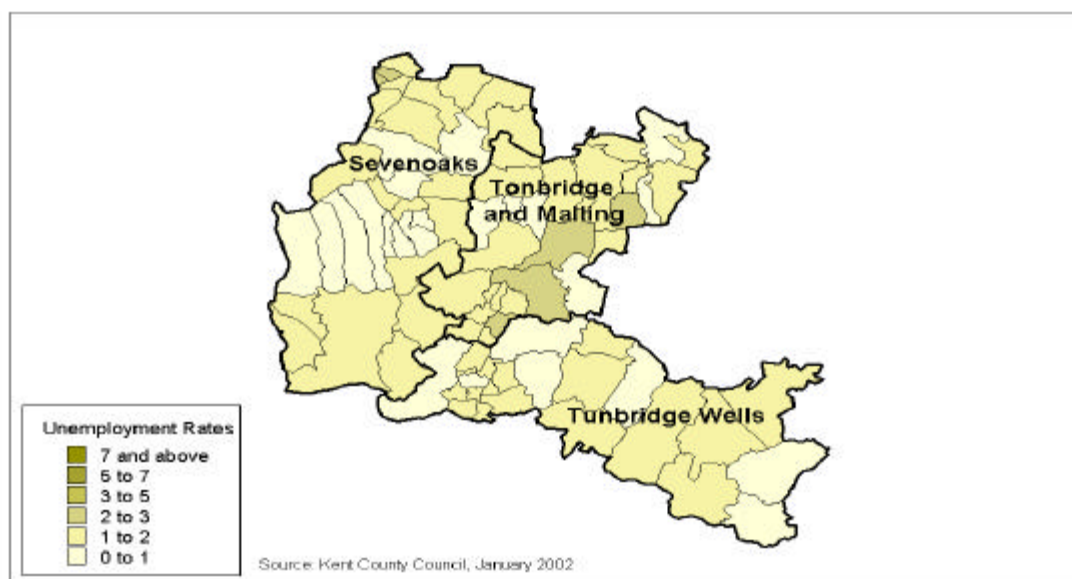 Sevenoaks
Tonbridge
and Malling
Tunbridge Wells
Unemployment Rates
7 and above
5 to 7
3 to 5
2 to 3
1 to 2
0 to 1
Source: Kent County Council, January 2002